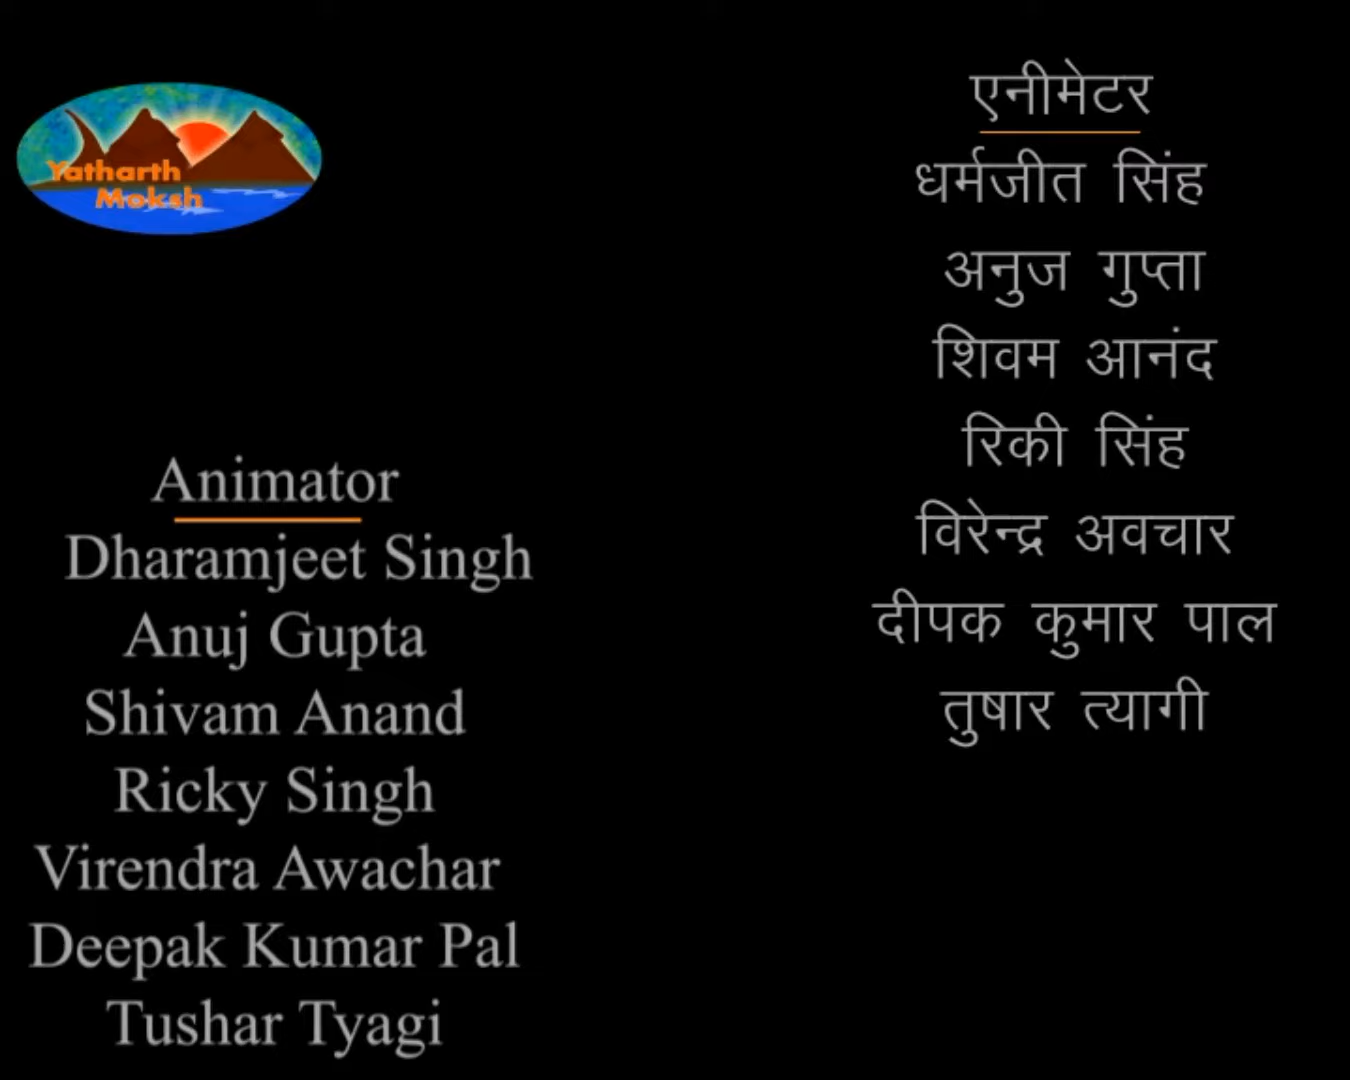 Yatharth
Moksh
Animator
Dharamjeet Singh
Anuj Gupta
Shivam Anand
Ricky Singh
Virendra Awachar
Deepak Kumar Pal
Tushar Tyagi
एनीमेटर
धर्मजीत सिंह
अनुज गुप्ता
शिवम आनंद
रिकी सिंह
विरेन्द्र अवचार
दीपक कुमार पाल
तुषार त्यागी